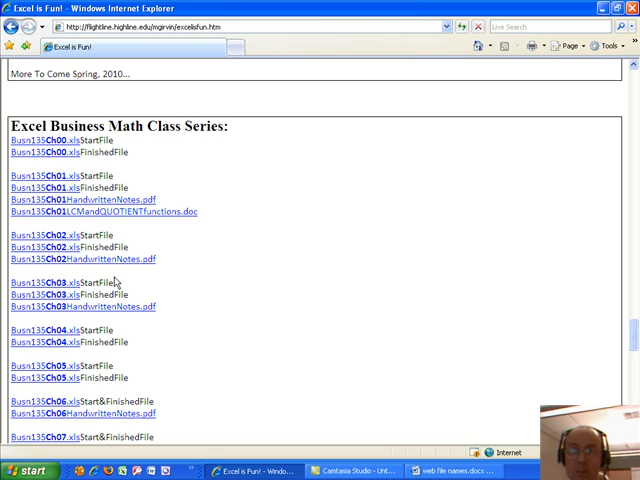 Excel is Fun! - Windows Internet Explorer
http://flightline.highline.edu/mgirvin/excelisfun.htm
Live Search
Excel is Fun!
Page
Tools
More To Come Spring, 2010...
Excel Business Math Class Series:
Busn135Ch00.xlsStartFile
Busn135Ch00.xlsFinishedFile
Busn135Ch01.xlsStartFile
Busn135Ch01.xlsFinishedFile
Busn135Ch01HandwrittenNotes.pdf
Busn135Ch01LCMandQUOTIENTfunctions.doc
Busn135Ch02.xlsStartFile
Busn135Ch02.xlsFinishedFile
Busn135Ch02HandwrittenNotes.pdf
Busn135Ch03.xlsStartFile
Busn135Ch03.xlsFinishedFile
Busn135Ch03HandwrittenNotes.pdf
Busn135Ch04.xlsStartFile
Busn135Ch04.xlsFinishedFile
Busn135Ch05.xlsStartFile
Busn135Ch05.xlsFinishedFile
Busn135Ch06.xlsStart&FinishedFile
Busn135Ch06HandwrittenNotes.pdf
Busn135Ch07.xlsStart&FinishedFile
Internet
start
Excel is Fun! - Windo...
Camtasia Studio - Unt...
web file names.docx ...